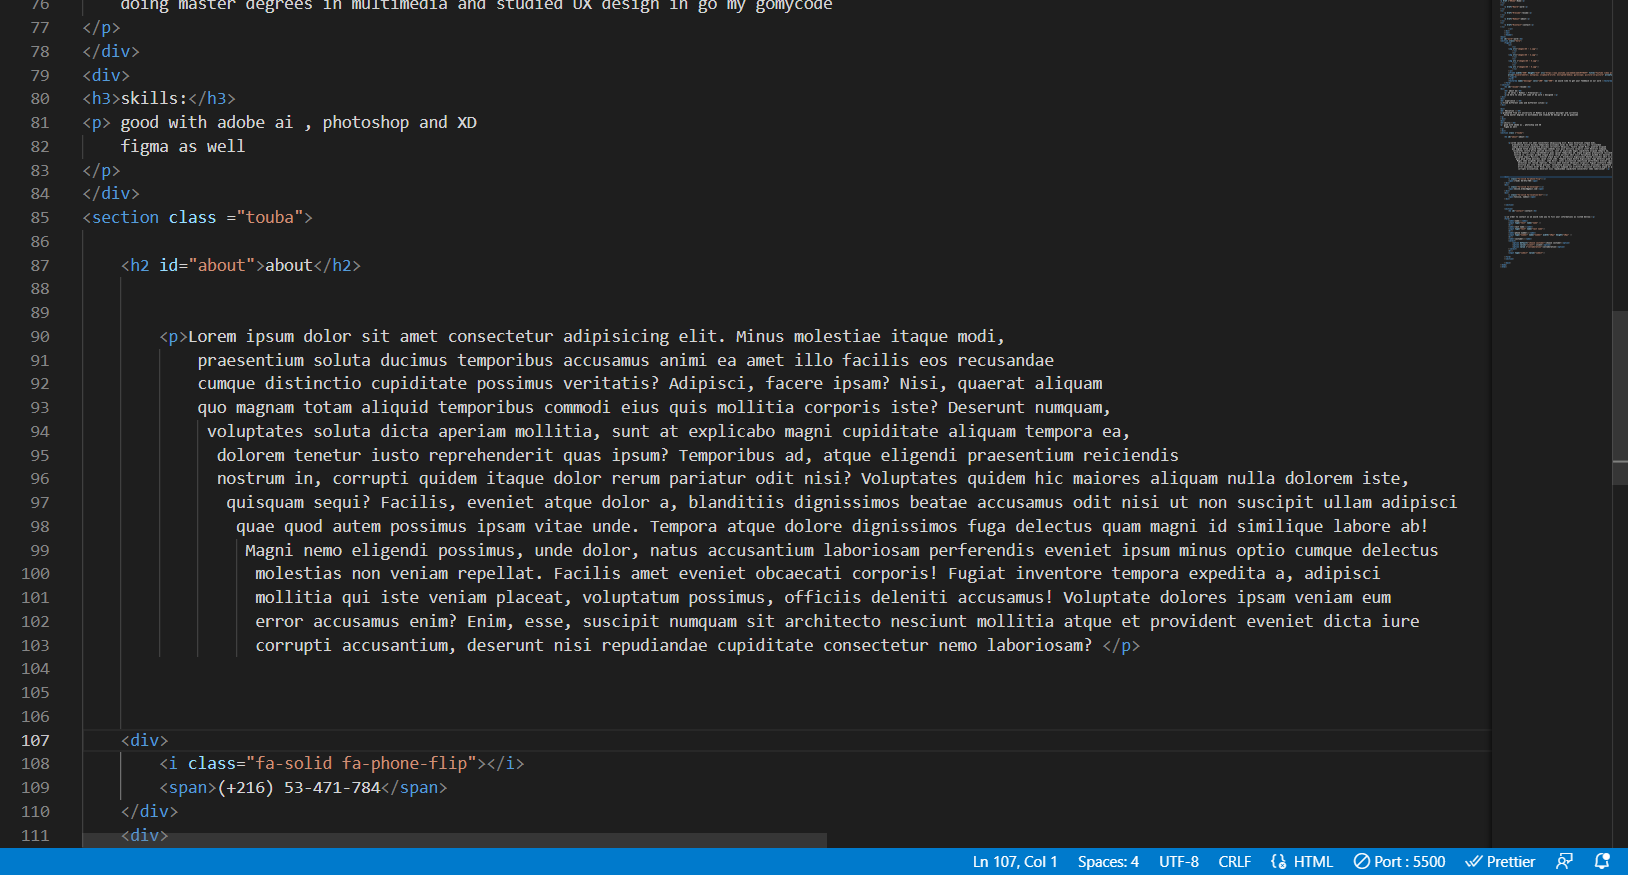 76 doing master degrees in multimedia and studied UX design in go my gomycode
77 </p>
78 </div>
79 <div>
80 <h3>skills:</h3>
81 <p> good with adobe ai , photoshop and XD
82 figma as well
83 </p>
84 </div>
85 <section class ="touba">
86
87 <h2 id="about">about</h2>
88
89
90 <p>Lorem ipsum dolor sit amet consectetur adipisicing elit. Minus molestiae itaque modi,
91 praesentium soluta ducimus temporibus accusamus animi ea amet illo facilis eos recusandae
92 cumque distinctio cupiditate possimus veritatis? Adipisci, facere ipsam? Nisi, quaerat aliquam
93 quo magnam totam aliquid temporibus commodi eius quis mollitia corporis iste? Deserunt numquam,
94 voluptates soluta dicta aperiam mollitia, sunt at explicabo magni cupiditate aliquam tempora ea,
95 dolorem tenetur iusto reprehenderit quas ipsum? Temporibus ad, atque eligendi praesentium reiciendis
96 nostrum in, corrupti quidem itaque dolor rerum pariatur odit nisi? Voluptates quidem hic maiores aliquam nulla dolorem iste,
97 quisquam sequi? Facilis, eveniet atque dolor a, blanditiis dignissimos beatae accusamus odit nisi ut non suscipit ullam adipisci
98 quae quod autem possimus ipsam vitae unde. Tempora atque dolore dignissimos fuga delectus quam magni id similique labore ab!
99 Magni nemo eligendi possimus, unde dolor, natus accusantium laboriosam perferendis eveniet ipsum minus optio cumque delectus
100 molestias non veniam repellat. Facilis amet eveniet obcaecati corporis! Fugiat inventore tempora expedita a, adipisci
101 mollitia qui iste veniam placeat, voluptatum possimus, officiis deleniti accusamus! Voluptate dolores ipsam veniam eum
102 error accusamus enim? Enim, esse, suscipit numquam sit architecto nesciunt mollitia atque et provident eveniet dicta iure
103 corrupti accusantium, deserunt nisi repudiandae cupiditate consectetur nemo laboriosam? </p>
104
105
106
107 <div>
108 <i class="fa-solid fa-phone-flip"></i>
109 <span>(+216) 53-471-784</span>
110 </div>
111 <div>
Ln 107, Col 1 Spaces: 4 UTF-8 CRLF HTML Port : 5500 Prettier